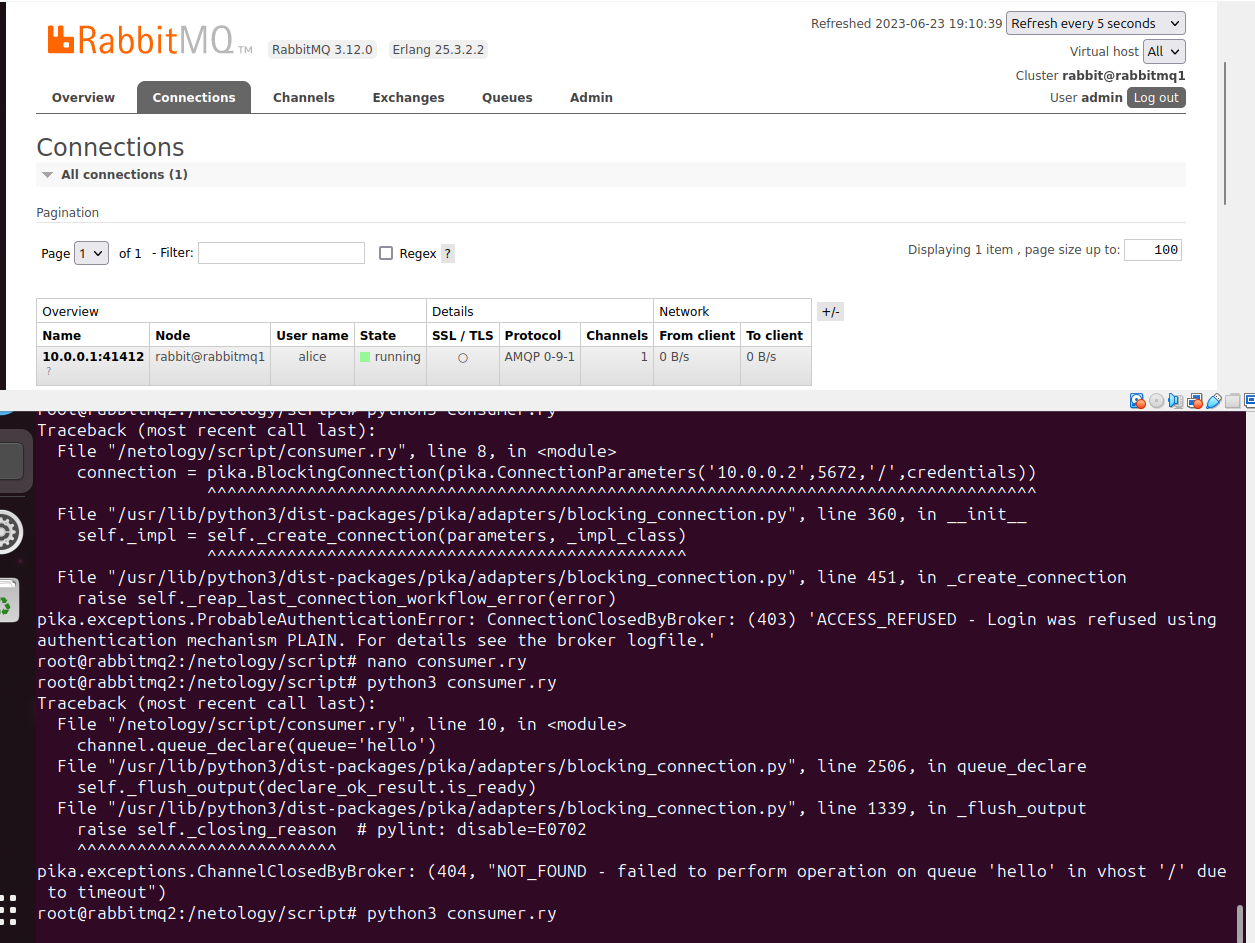 RabbitMQ TM RabbitMQ 3.12.0 Erlang 25.3.2.2
Refreshed 2023-06-23 19:10:39 Refresh every 5 seconds
Virtual host All
Cluster rabbit@rabbitmq1
User admin Log out
Overview Connections Channels Exchanges Queues Admin
Connections
All connections (1)
Pagination
Page 1 of 1 - Filter: Regex ?
Displaying 1 item , page size up to: 100
Overview Details Network +/-
Name Node User name State SSL / TLS Protocol Channels From client To client
10.0.0.1:41412 rabbit@rabbitmq1 alice running ○ AMQP 0-9-1 1 0 B/s 0 B/s
?
root@rabbitmq2:/netology/script# python3 consumer.ry
Traceback (most recent call last):
File "/netology/script/consumer.ry", line 8, in <module>
connection = pika.BlockingConnection(pika.ConnectionParameters('10.0.0.2',5672,'/',credentials))
^^^^^^^^^^^^^^^^^^^^^^^^^^^^^^^^^^^^^^^^^^^^^^^^^^^^^^^^^^^^^^^^^^^^^^^^^^^^^^^^^^^
File "/usr/lib/python3/dist-packages/pika/adapters/blocking_connection.py", line 360, in __init__
self._impl = self._create_connection(parameters, _impl_class)
^^^^^^^^^^^^^^^^^^^^^^^^^^^^^^^^^^^^^^^^^^^^^^^^
File "/usr/lib/python3/dist-packages/pika/adapters/blocking_connection.py", line 451, in _create_connection
raise self._reap_last_connection_workflow_error(error)
pika.exceptions.ProbableAuthenticationError: ConnectionClosedByBroker: (403) 'ACCESS_REFUSED - Login was refused using
authentication mechanism PLAIN. For details see the broker logfile.'
root@rabbitmq2:/netology/script# nano consumer.ry
root@rabbitmq2:/netology/script# python3 consumer.ry
Traceback (most recent call last):
File "/netology/script/consumer.ry", line 10, in <module>
channel.queue_declare(queue='hello')
File "/usr/lib/python3/dist-packages/pika/adapters/blocking_connection.py", line 2506, in queue_declare
self._flush_output(declare_ok_result.is_ready)
File "/usr/lib/python3/dist-packages/pika/adapters/blocking_connection.py", line 1339, in _flush_output
raise self._closing_reason  # pylint: disable=E0702
^^^^^^^^^^^^^^^^^^^^^^^^^^
pika.exceptions.ChannelClosedByBroker: (404, "NOT_FOUND - failed to perform operation on queue 'hello' in vhost '/' due
to timeout")
root@rabbitmq2:/netology/script# python3 consumer.ry